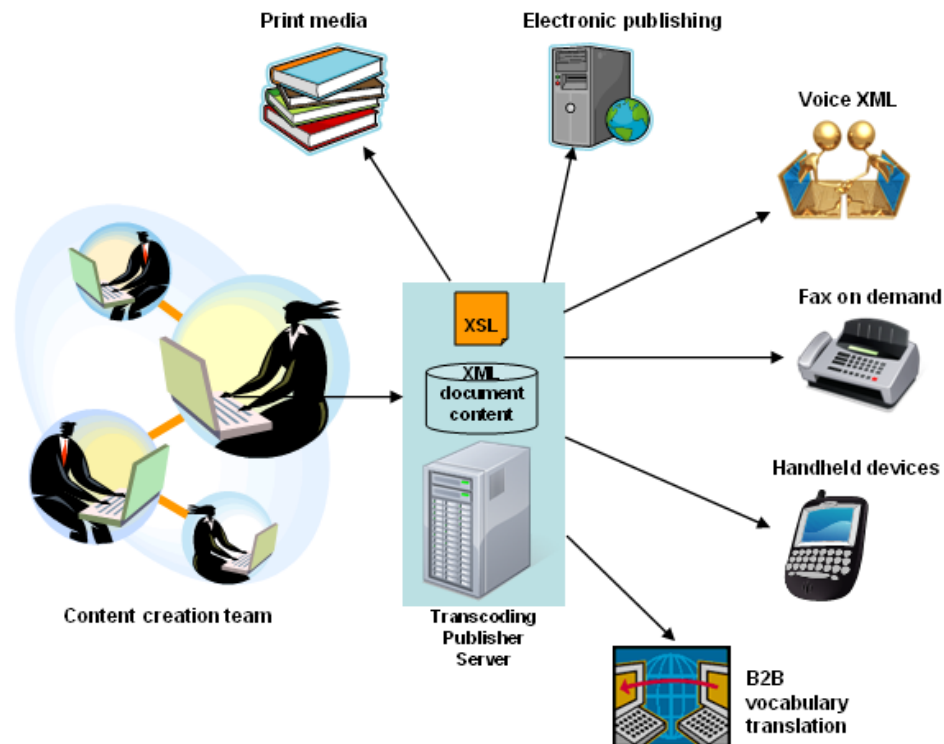 Print media
Electronic publishing
Voice XML
XSL
Fax on demand
XML
document
content
Handheld devices
Content creation team
Transcoding
Publisher
Server
B2B
vocabulary
translation